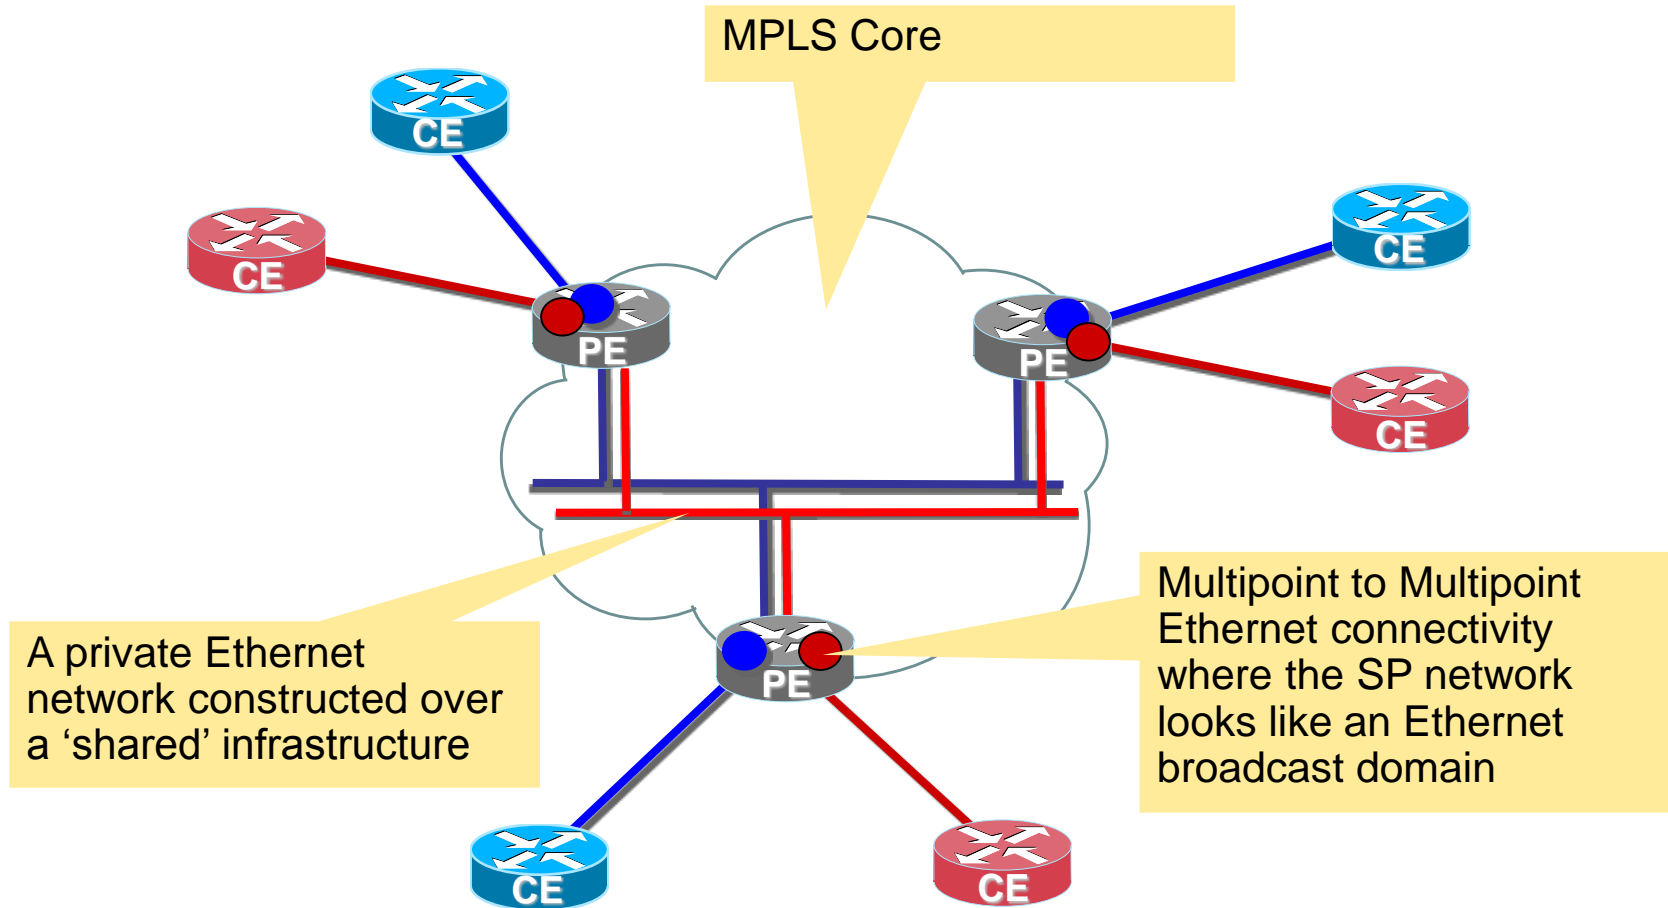 MPLS Core
CE
CE
CE
PE
PE
CE
A private Ethernet
network constructed over
a ‘shared’ infrastructure
Multipoint to Multipoint
Ethernet connectivity
where the SP network
looks like an Ethernet
broadcast domain
PE
CE
CE